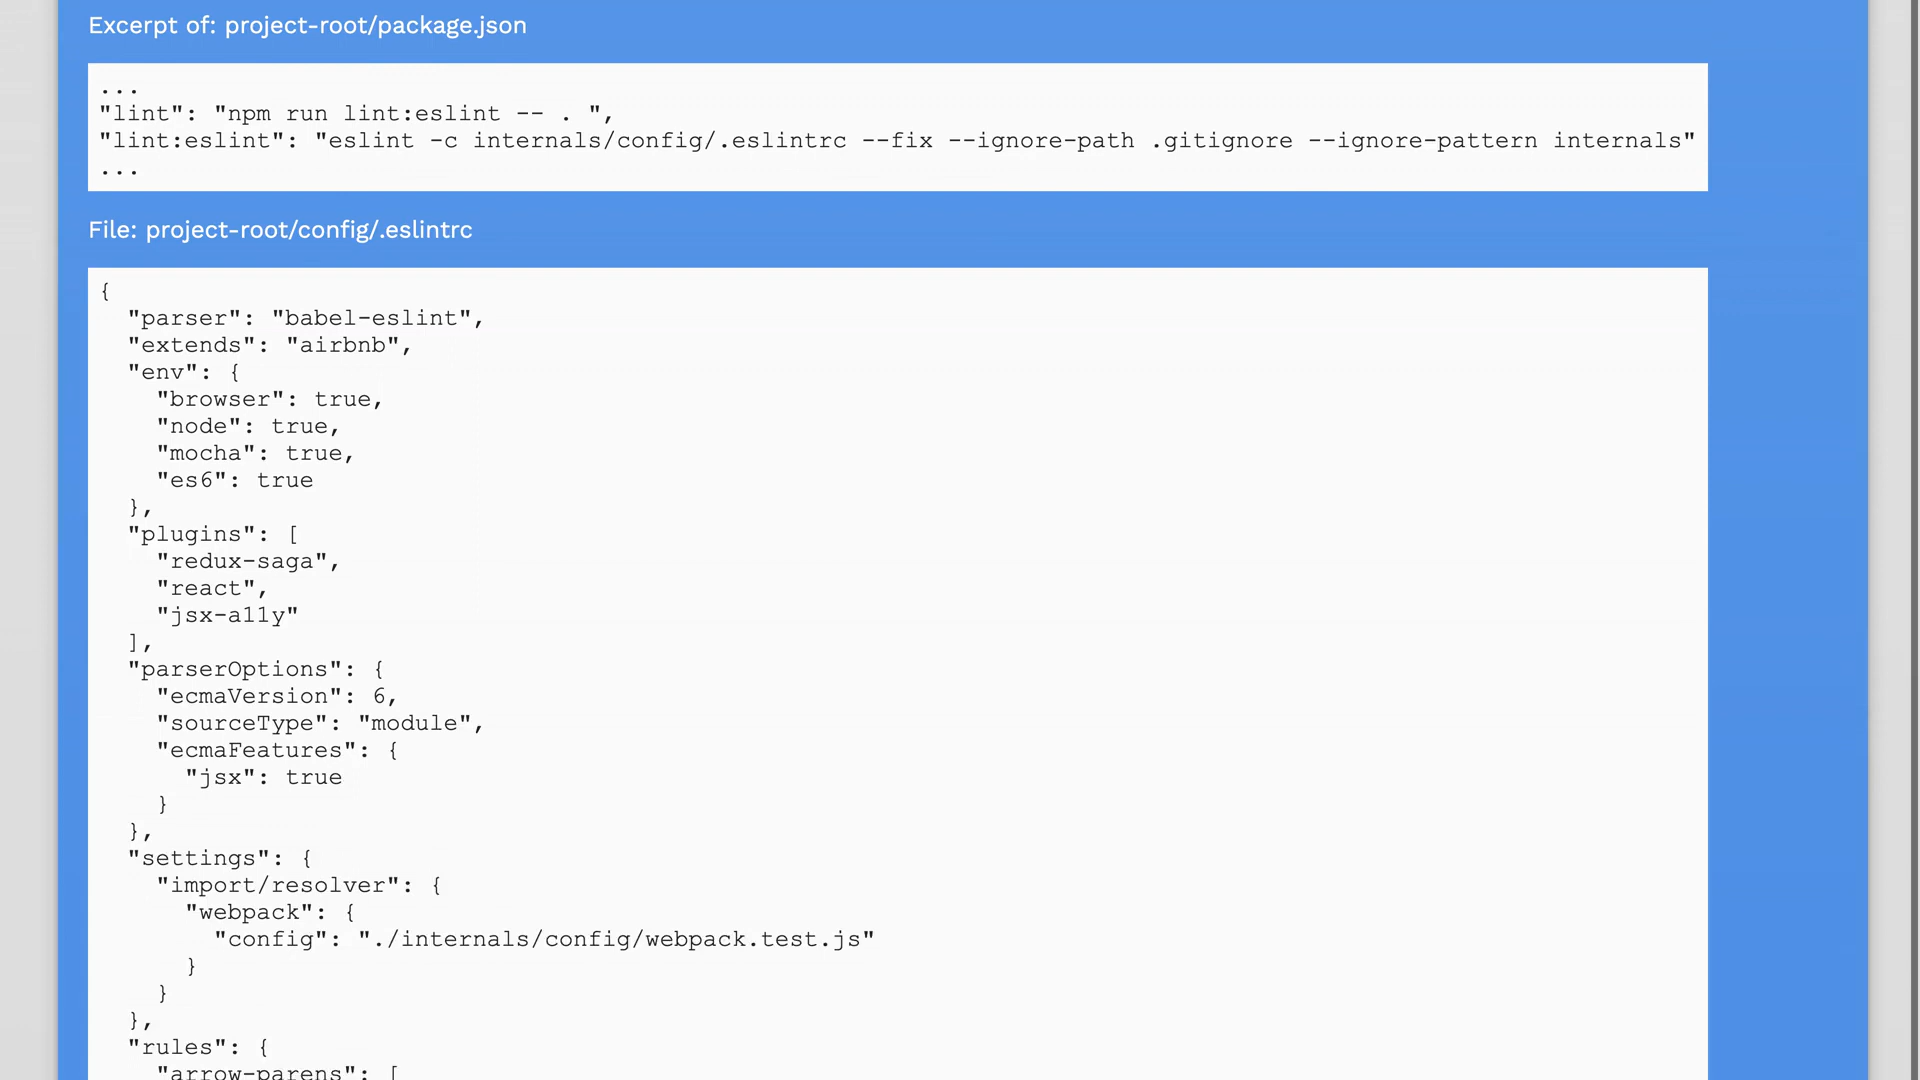 Excerpt of: project-root/package.json
...
"lint": "npm run lint:eslint -- . ",
"lint:eslint": "eslint -c internals/config/.eslintrc --fix --ignore-path .gitignore --ignore-pattern internals"
...
File: project-root/config/.eslintrc
{
  "parser": "babel-eslint",
  "extends": "airbnb",
  "env": {
    "browser": true,
    "node": true,
    "mocha": true,
    "es6": true
  },
  "plugins": [
    "redux-saga",
    "react",
    "jsx-a11y"
  ],
  "parserOptions": {
    "ecmaVersion": 6,
    "sourceType": "module",
    "ecmaFeatures": {
      "jsx": true
    }
  },
  "settings": {
    "import/resolver": {
      "webpack": {
        "config": "./internals/config/webpack.test.js"
      }
    }
  },
  "rules": {
    "arrow-parens": [